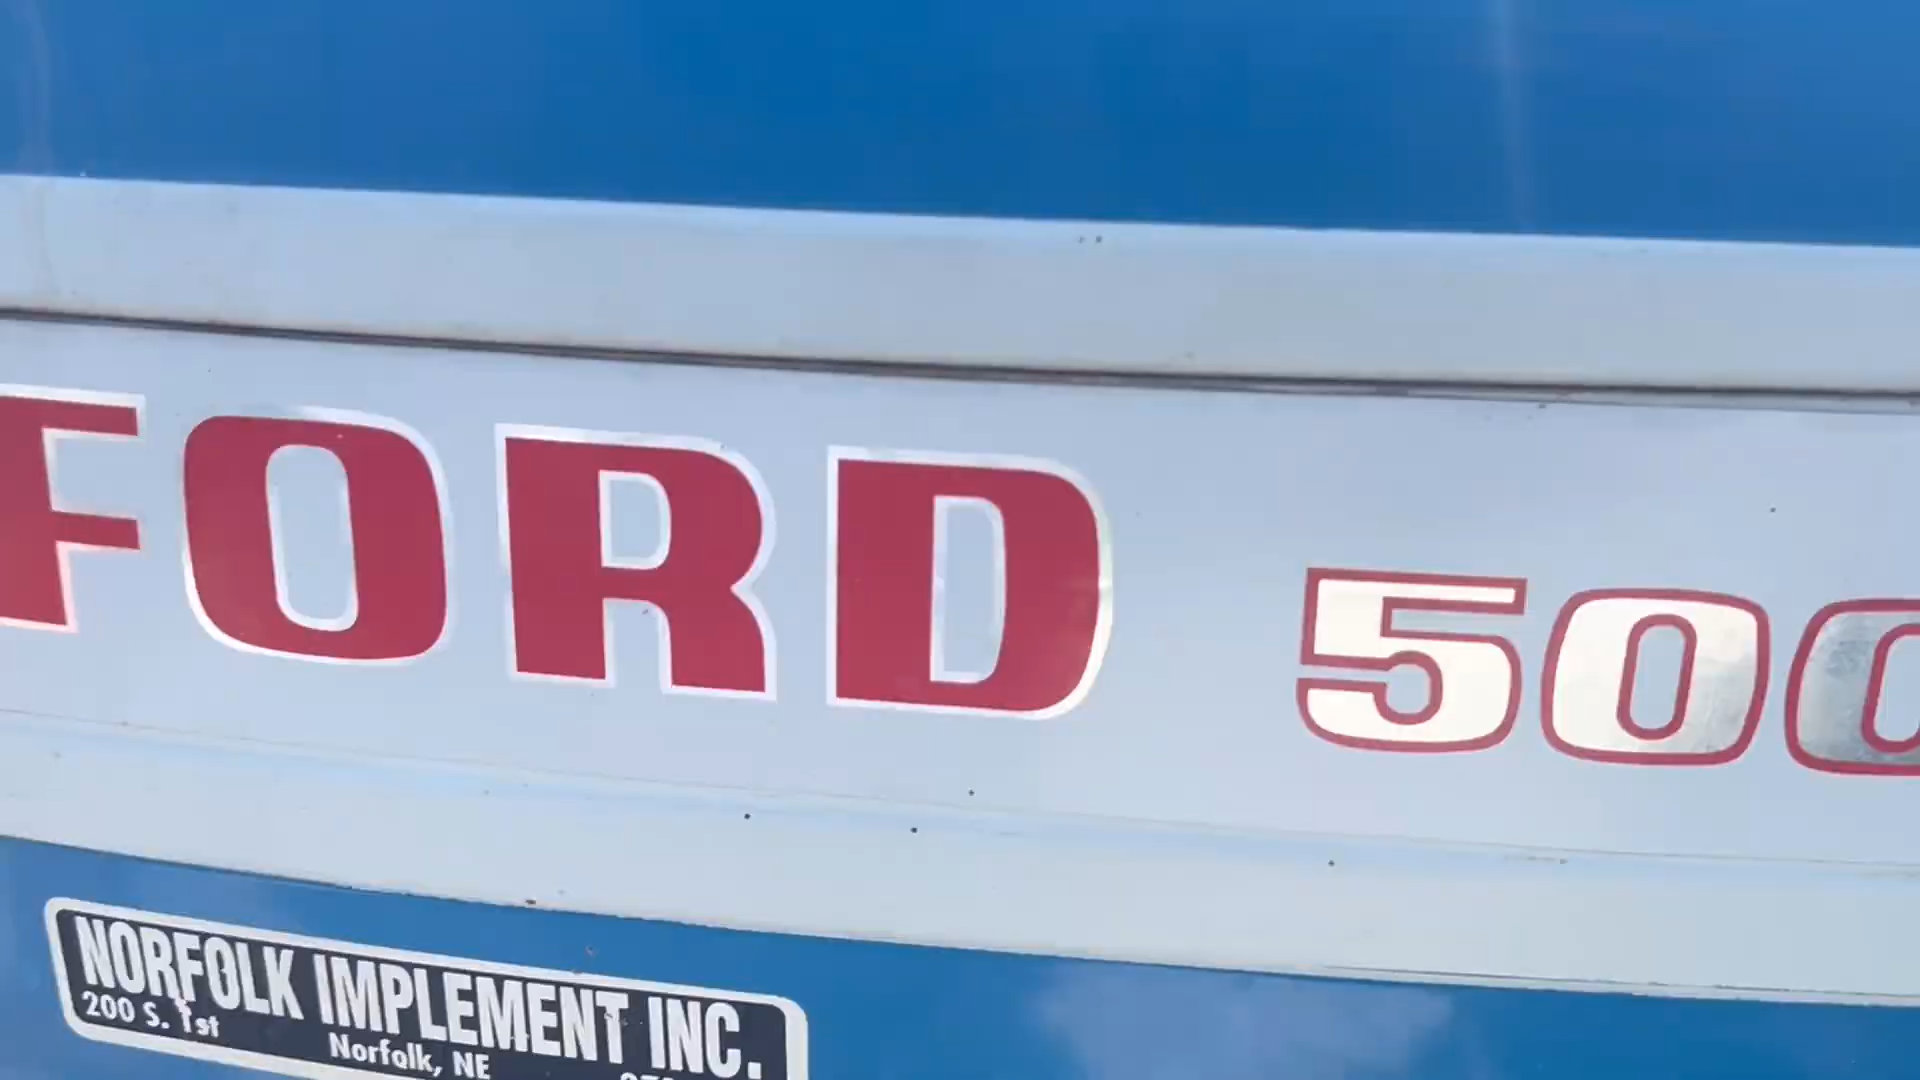 FORD 500
NORFOLK IMPLEMENT INC.
200 S. 1st
Norfolk, NE